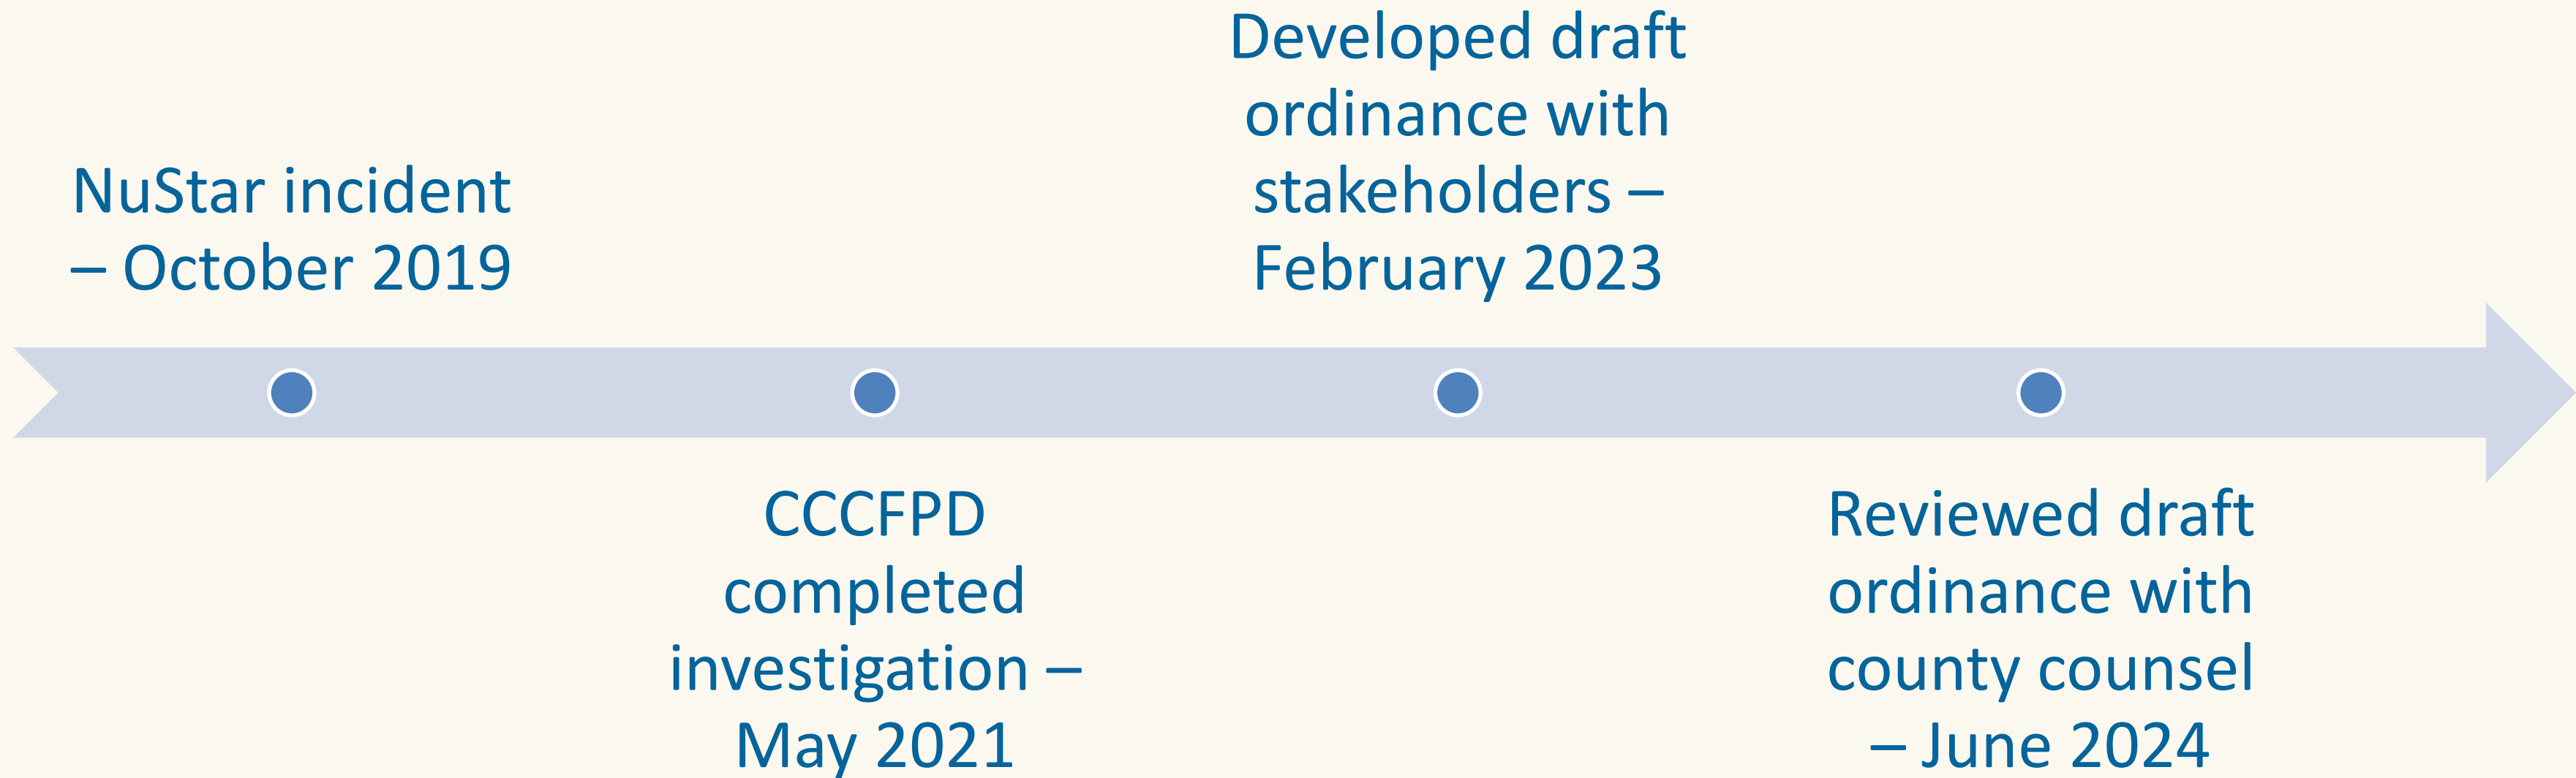 NuStar incident
– October 2019
CCCFPD
completed
investigation –
May 2021
Developed draft
ordinance with
stakeholders –
February 2023
Reviewed draft
ordinance with
county counsel
– June 2024